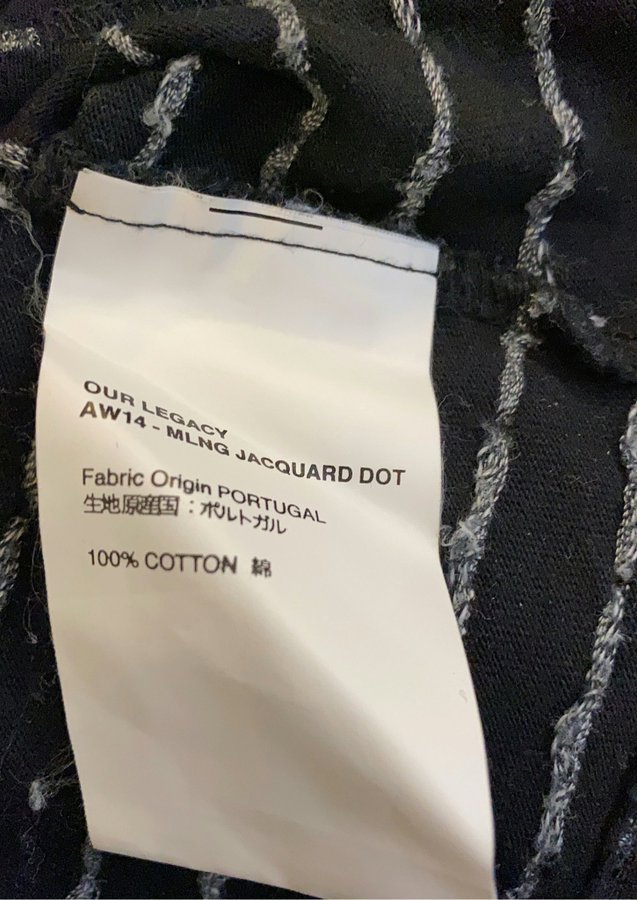 OUR LEGACY
AW14 - MLNG JACQUARD DOT
Fabric Origin PORTUGAL
生地原産国：ポルトガル
100% COTTON 綿